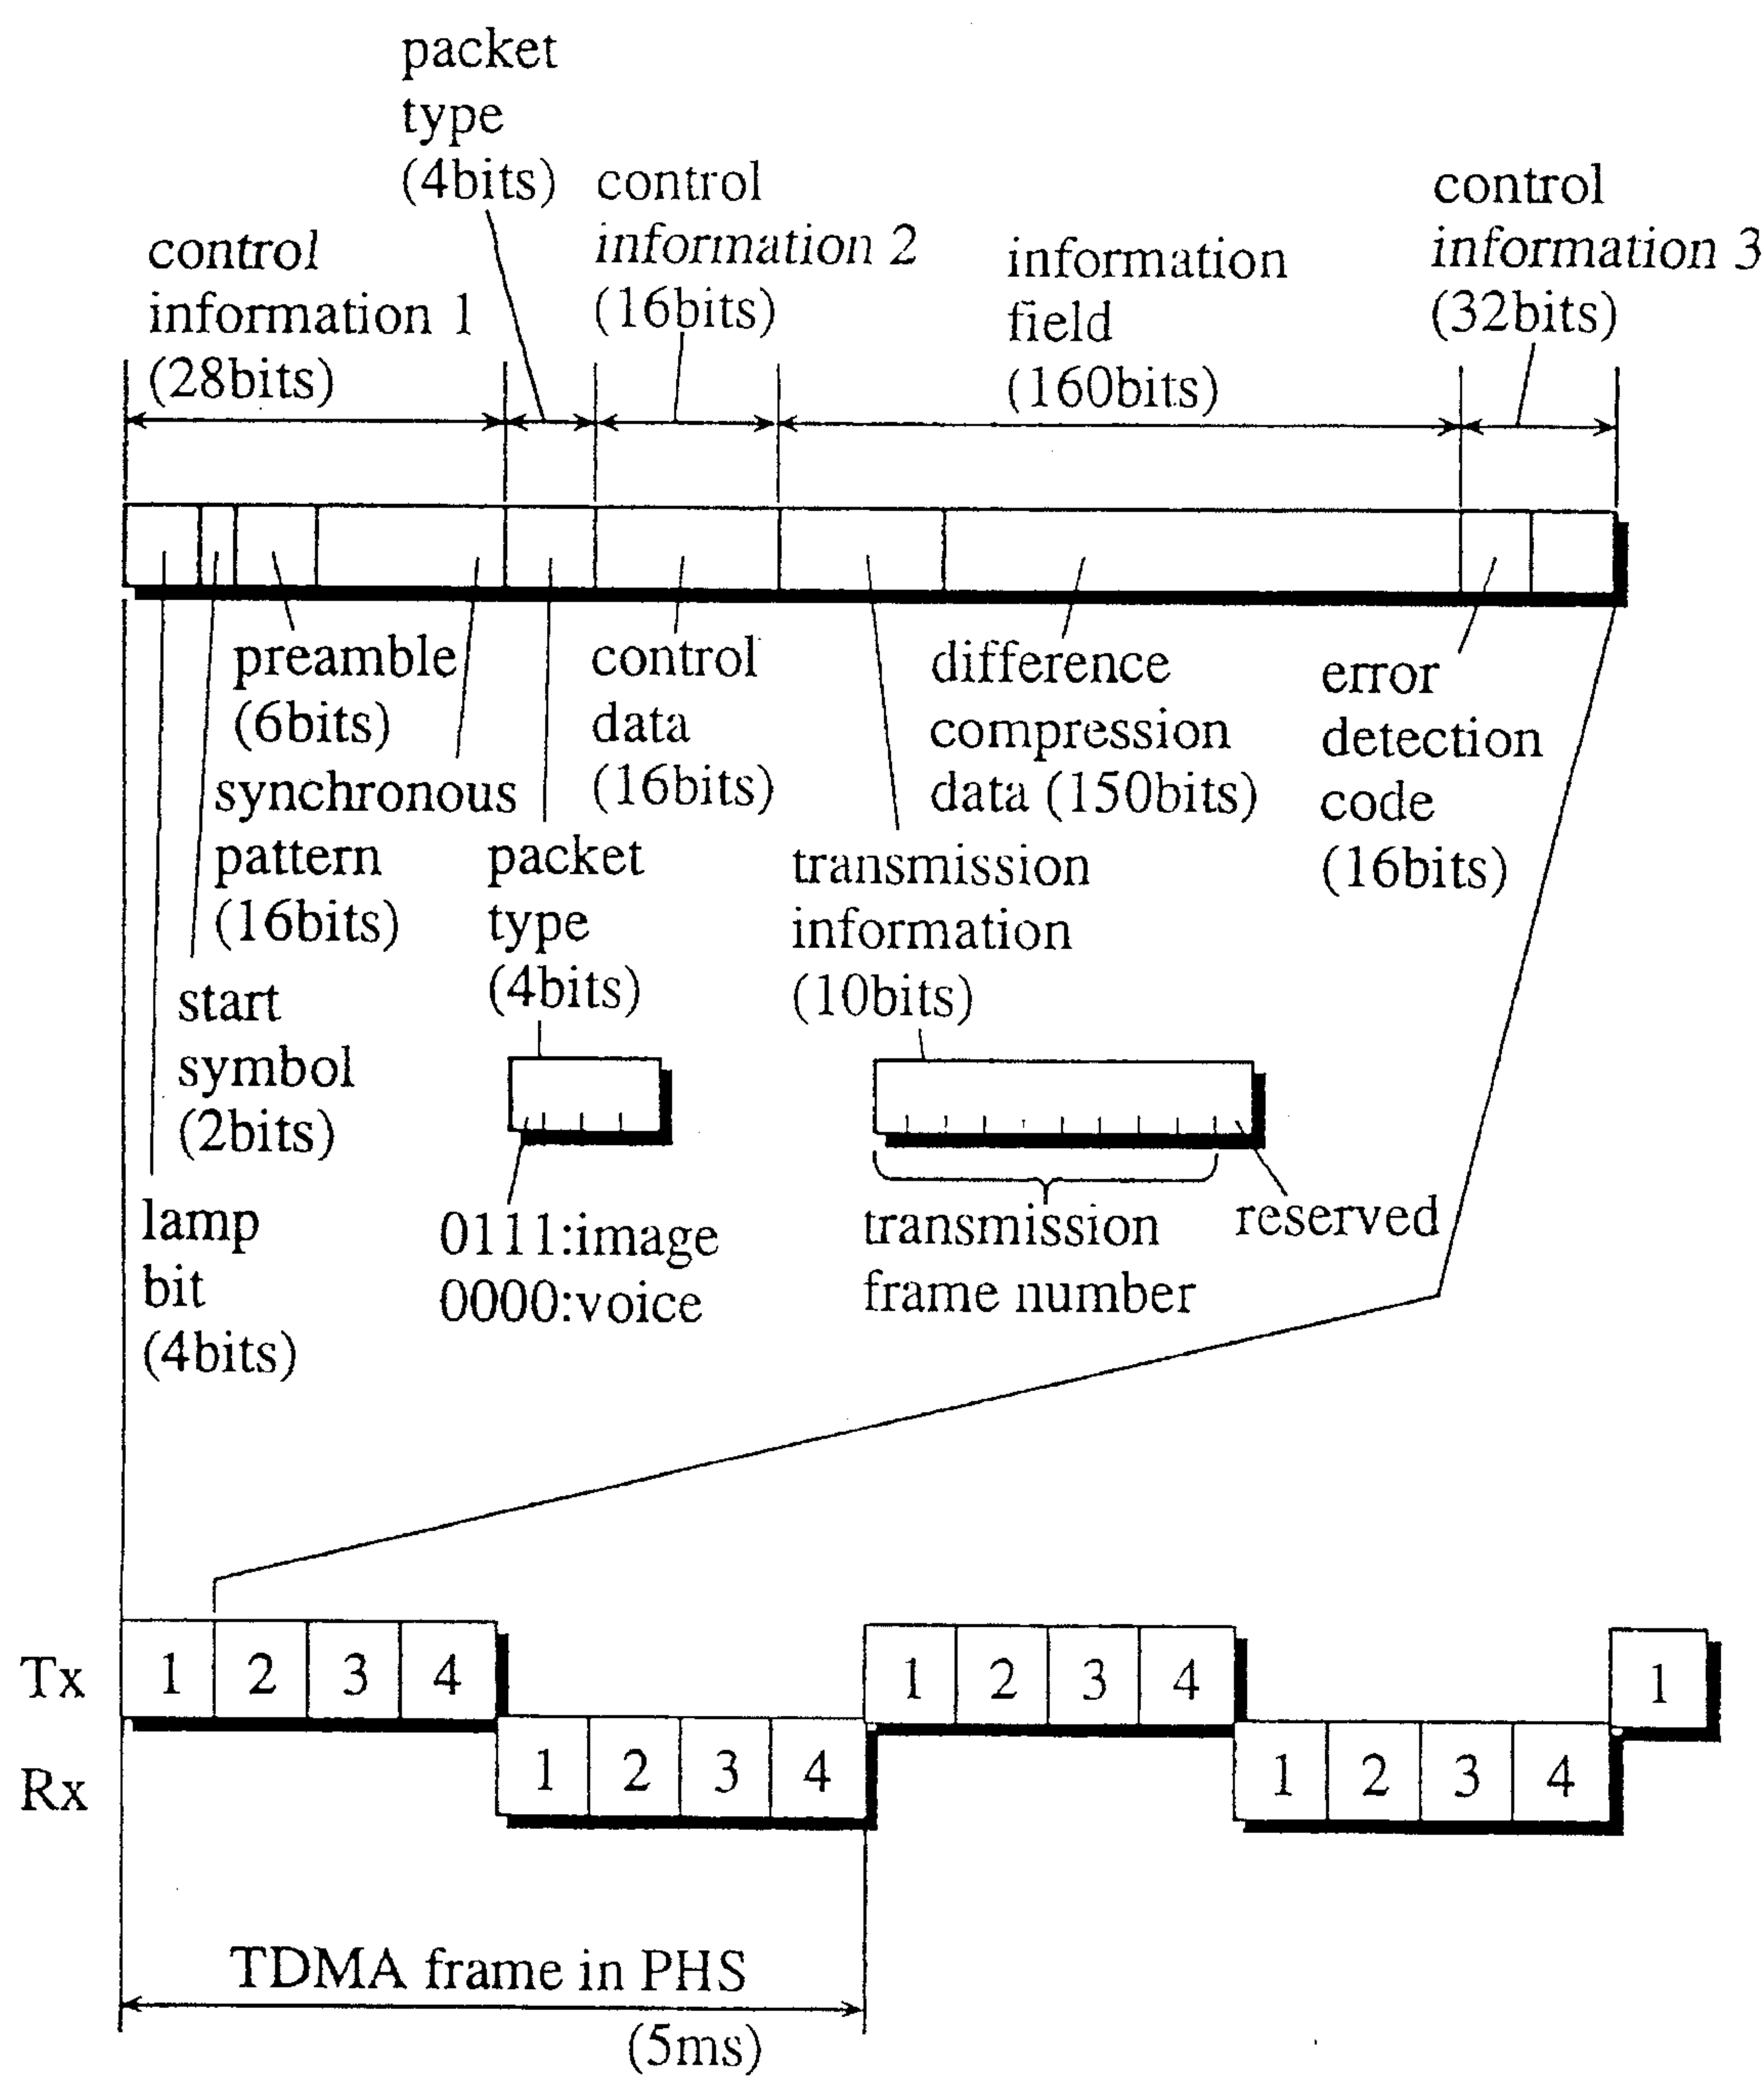 packet
type
(4bits)
control
information 2
(16bits)
control
information 3
(32bits)
control
information 1
(28bits)
information
field
(160bits)
preamble
(6bits)
synchronous
pattern
(16bits)
start
symbol
(2bits)
lamp
bit
(4bits)
control
data
(16bits)
packet
type
(4bits)
0111:image
0000:voice
difference
compression
data (150bits)
transmission
information
(10bits)
transmission
frame number
reserved
error
detection
code
(16bits)
Tx
1 2 3 4
1 2 3 4
1
Rx
1 2 3 4
1 2 3 4
TDMA frame in PHS
(5ms)